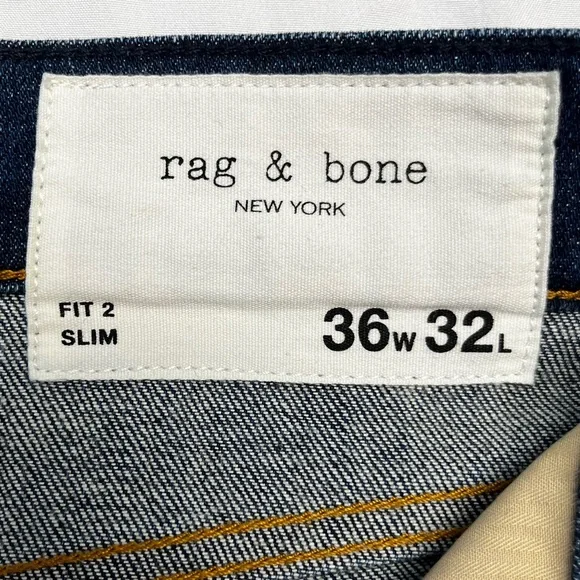 rag & bone
NEW YORK
FIT 2
SLIM
36W 32L